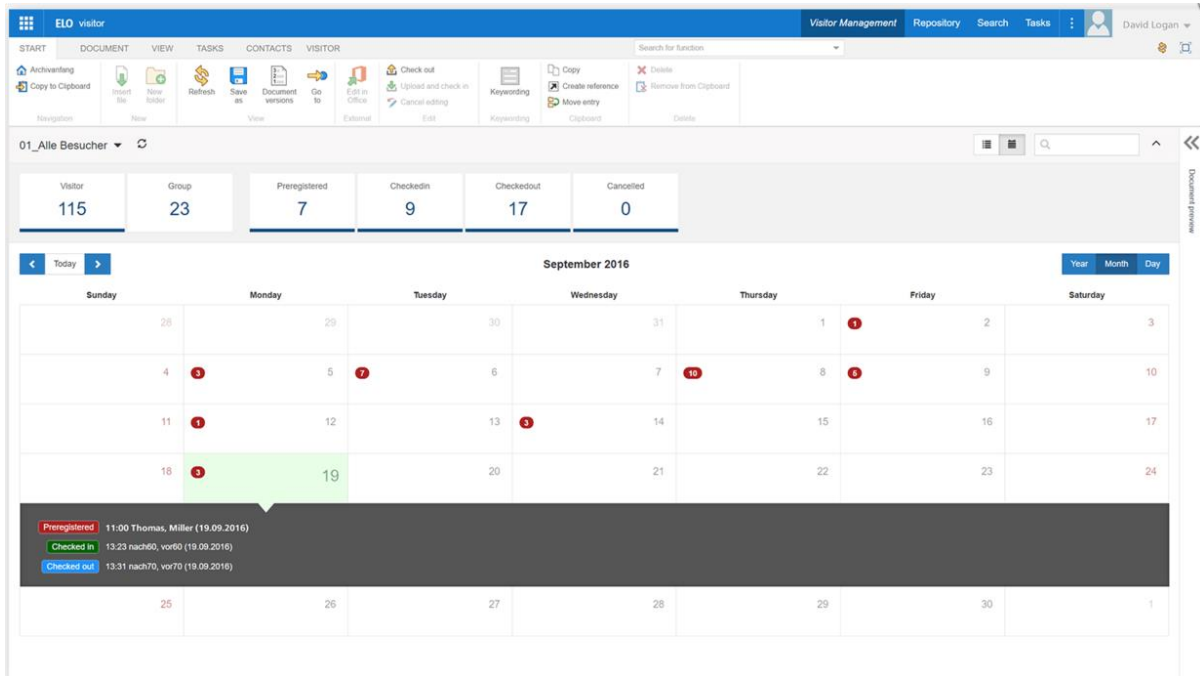 ELO visitor
Visitor Management Repository Search Tasks David Logan
START DOCUMENT VIEW TASKS CONTACTS VISITOR Search for function
Archivanfang
Copy to Clipboard
Navigation
Insert file
New folder
New
Refresh
Save as
Document versions
Go to
View
Edit in Office
External
Check out
Upload and check in
Cancel editing
Edit
Keywording
Keywording
Copy
Create reference
Move entry
Clipboard
Delete
Remove from Clipboard
Delete
01_Alle Besucher
Document preview
Visitor Group Preregistered Checkedin Checkedout Cancelled
115 23 7 9 17 0
Today September 2016 Year Month Day
Sunday Monday Tuesday Wednesday Thursday Friday Saturday
28 29 30 31 1 1 2 3
4 3 5 7 6 7 10 8 5 9 10
11 1 12 13 3 14 15 16 17
18 3 19 20 21 22 23 24
Preregistered 11:00 Thomas, Miller (19.09.2016)
Checked in 13:23 nach60, vor60 (19.09.2016)
Checked out 13:31 nach70, vor70 (19.09.2016)
25 26 27 28 29 30 1